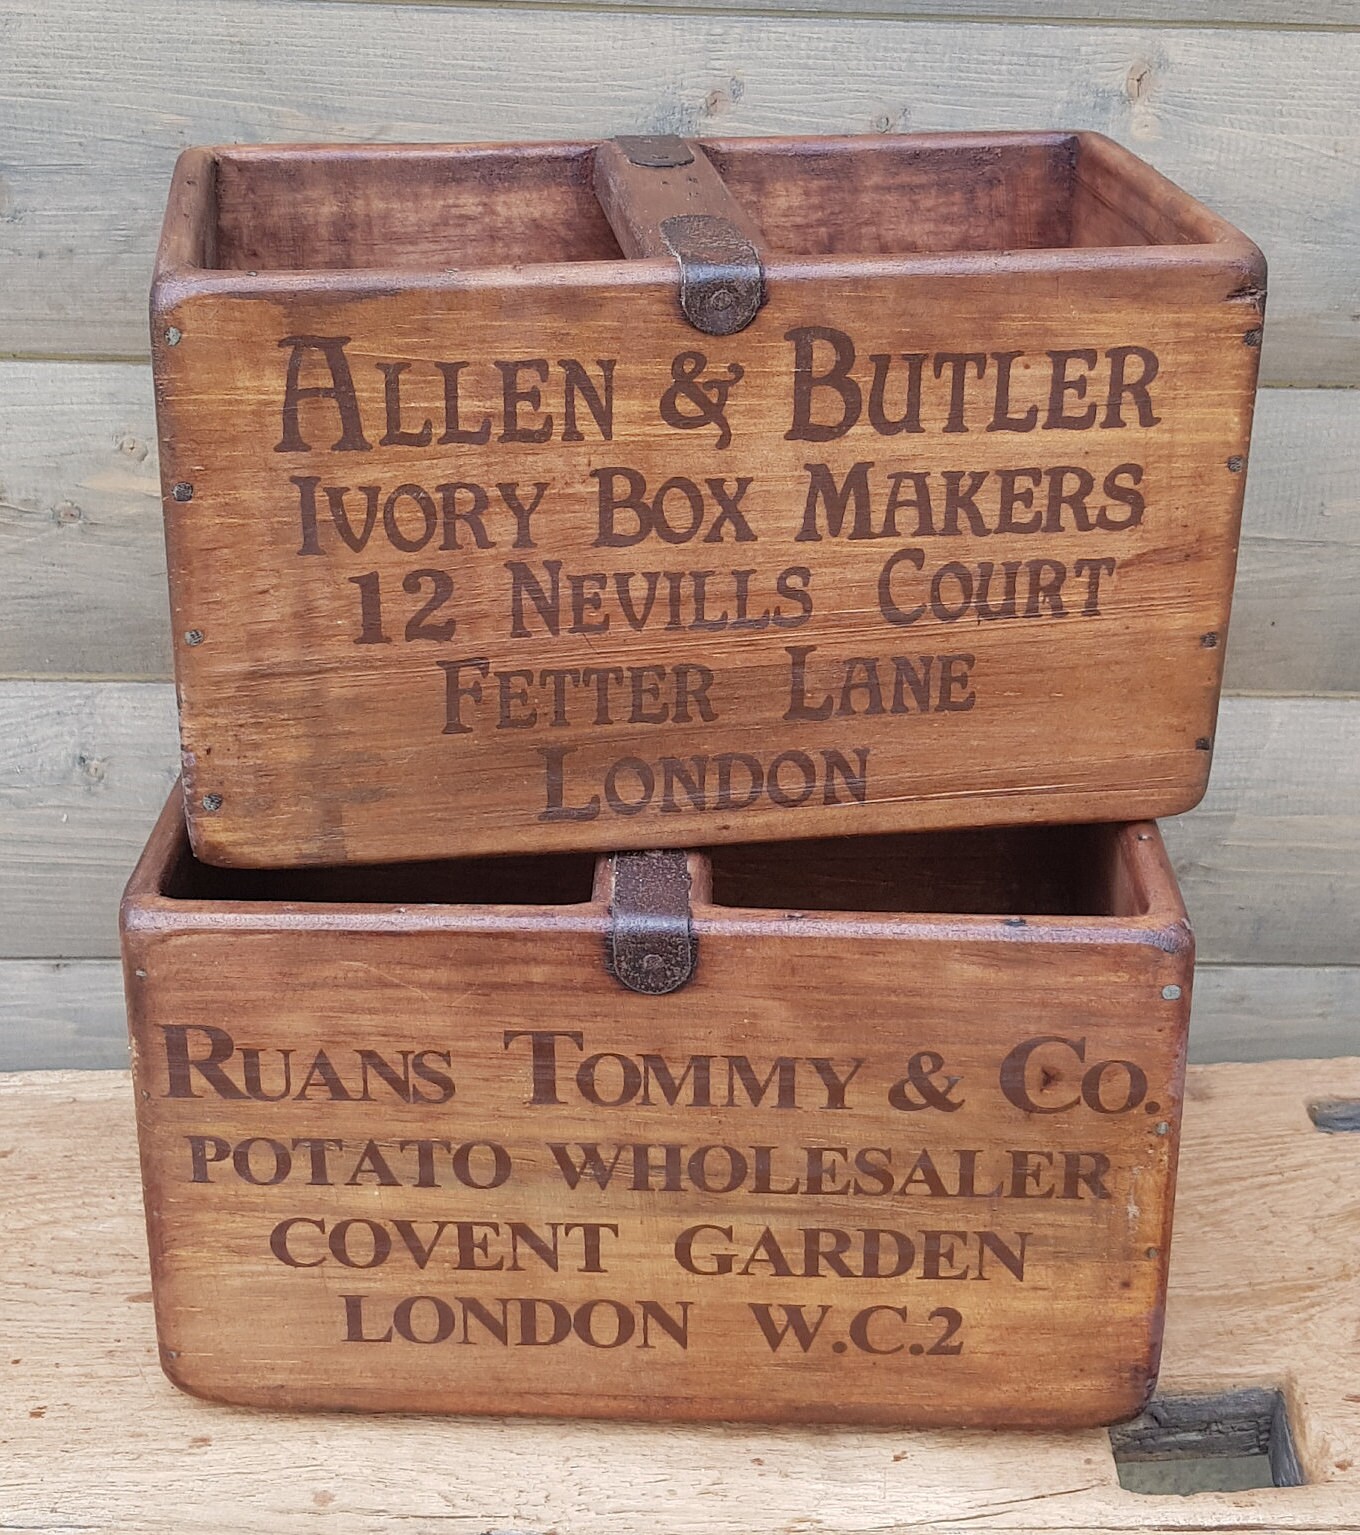 ALLEN & BUTLER
IVORY BOX MAKERS
12 NEVILLS COURT
FETTER LANE
LONDON
RUANS TOMMY & CO.
POTATO WHOLESALER
COVENT GARDEN
LONDON W.C.2